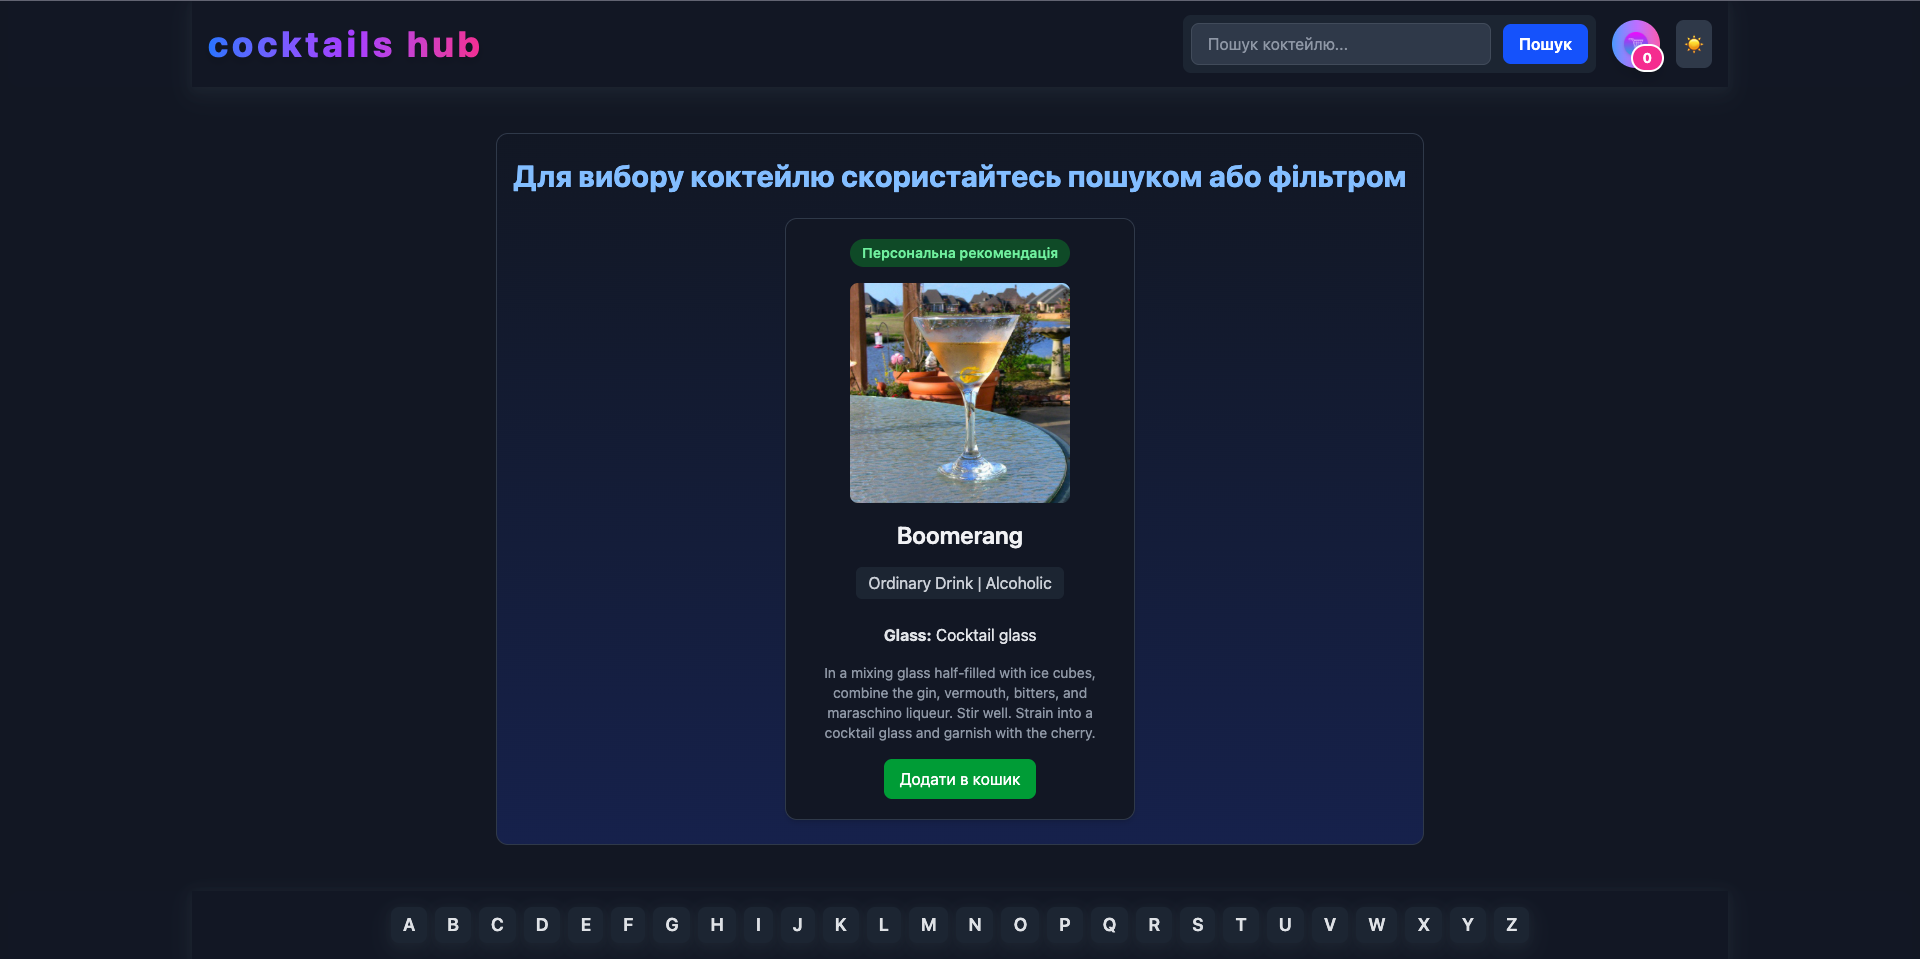 cocktails hub
Пошук коктейлю...
Пошук
0
Для вибору коктейлю скористайтесь пошуком або фільтром
Персональна рекомендація
Boomerang
Ordinary Drink | Alcoholic
Glass: Cocktail glass
In a mixing glass half-filled with ice cubes,
combine the gin, vermouth, bitters, and
maraschino liqueur. Stir well. Strain into a
cocktail glass and garnish with the cherry.
Додати в кошик
A B C D E F G H I J K L M N O P Q R S T U V W X Y Z